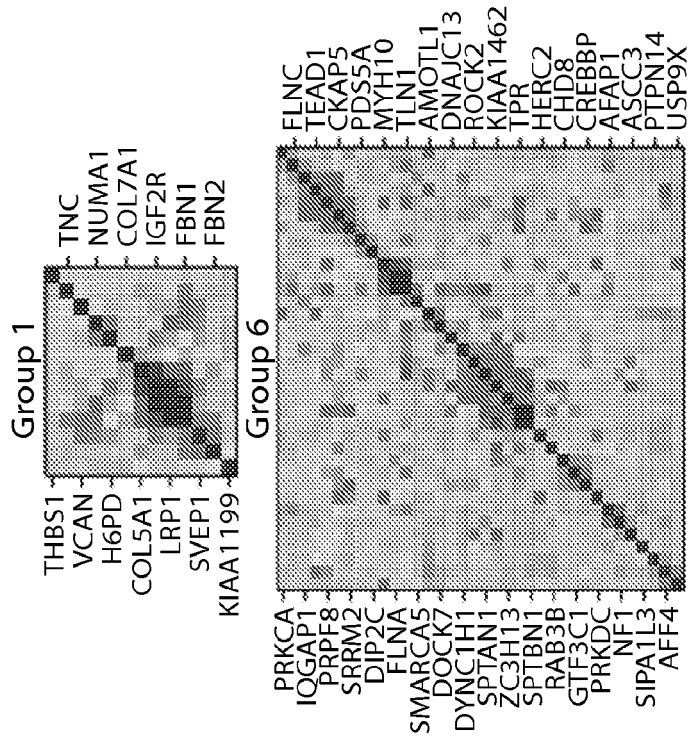 Group 1
THBS1
VCAN
H6PD
COL5A1
LRP1
SVEP1
KIAA1199
TNC
NUMA1
COL7A1
IGF2R
FBN1
FBN2
Group 6
PRKCA
IQGAP1
PRPF8
SRRM2
DIP2C
FLNA
SMARCA5
DOCK7
DYNC1H1
SPTAN1
ZC3H13
SPTBN1
RAB3B
GTF3C1
PRKDC
NF1
SIPA1L3
AFF4
FLNC
TEAD1
CKAP5
PDS5A
MYH10
TLN1
AMOTL1
DNAJC13
ROCK2
KIAA1462
TPR
HERC2
CHD8
CREBBP
AFAP1
ASCC3
PTPN14
USP9X